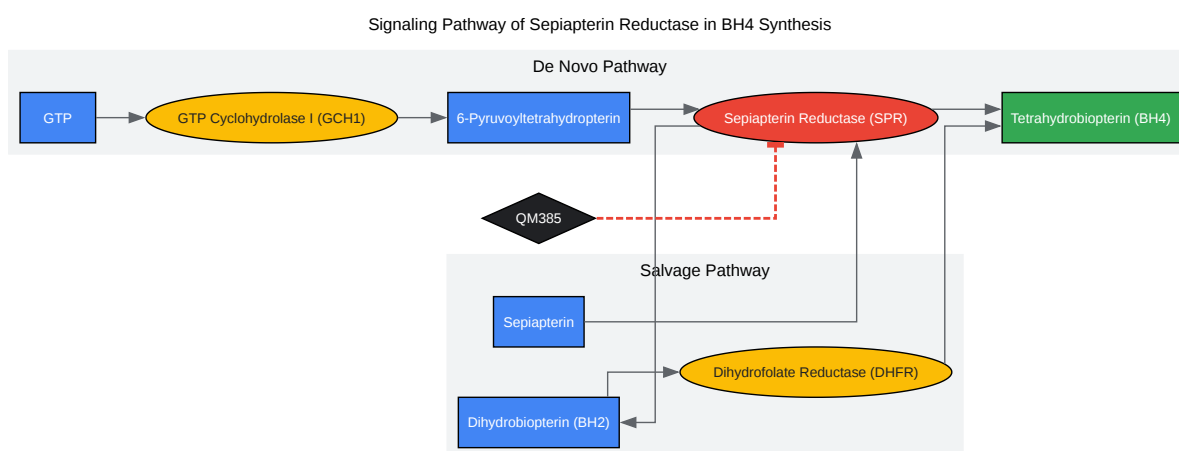 Signaling Pathway of Sepiapterin Reductase in BH4 Synthesis
De Novo Pathway
GTP
GTP Cyclohydrolase I (GCH1)
6-Pyruvoyltetrahydropterin
Sepiapterin Reductase (SPR)
Tetrahydrobiopterin (BH4)
QM385
Salvage Pathway
Sepiapterin
Dihydrofolate Reductase (DHFR)
Dihydrobiopterin (BH2)